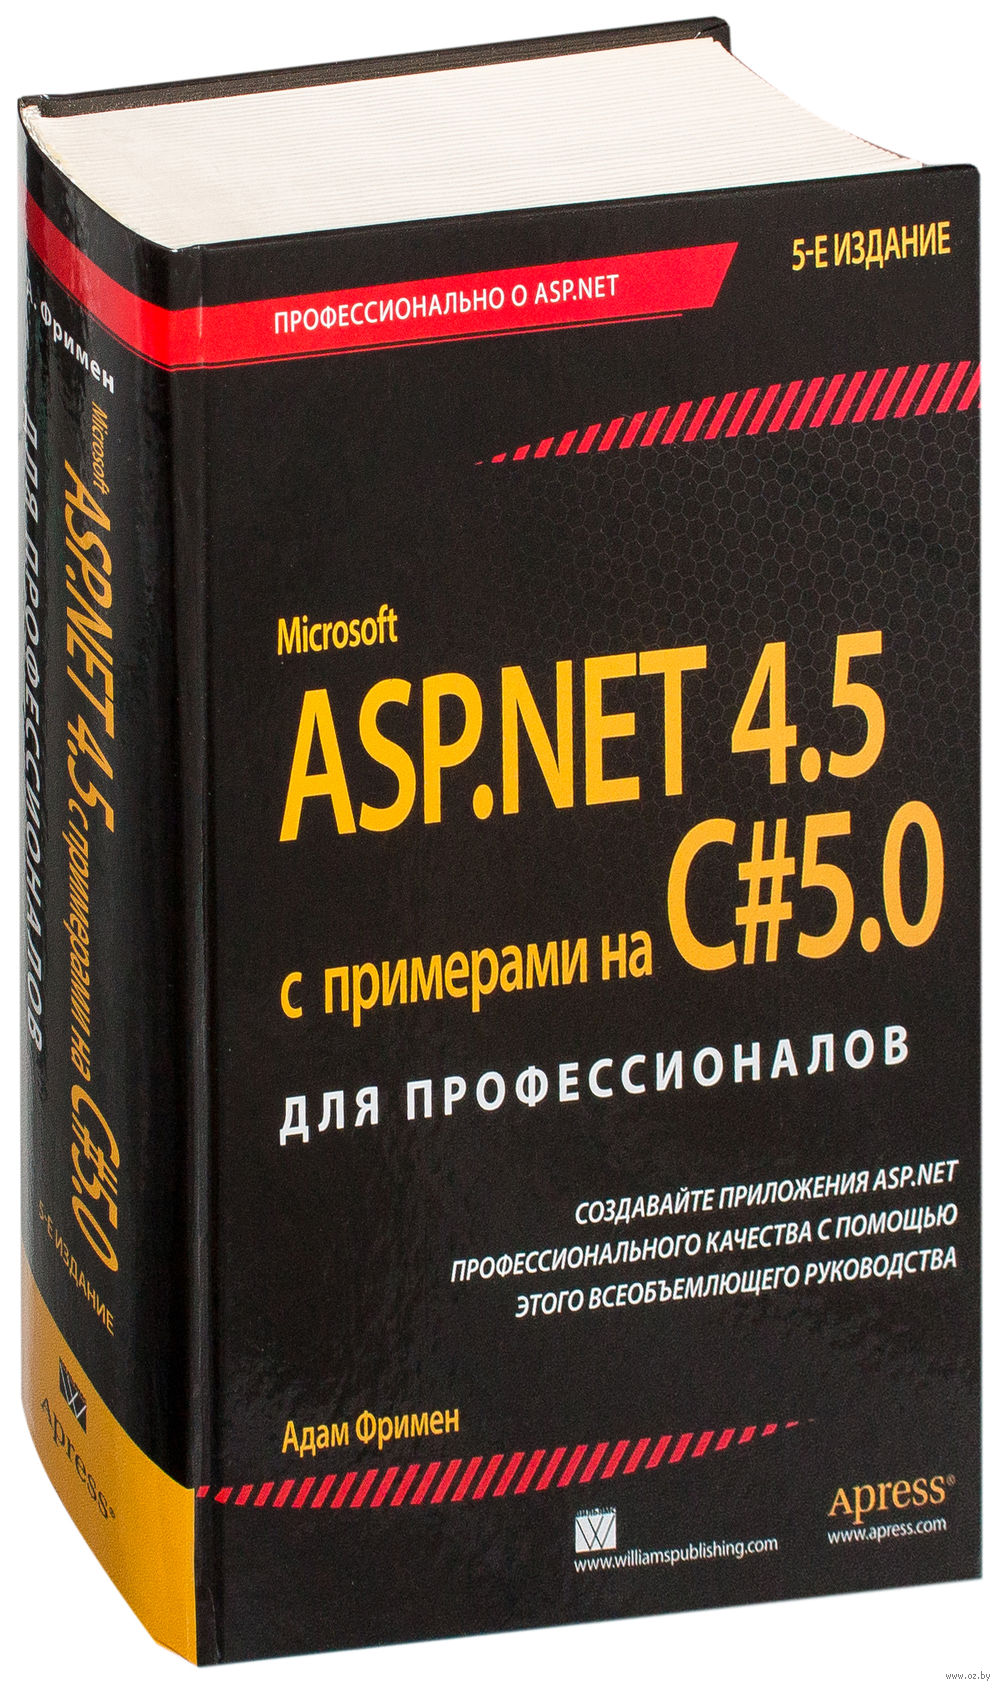 ПРОФЕССИОНАЛЬНО О ASP.NET
5-Е ИЗДАНИЕ
Microsoft
ASP.NET 4.5
с примерами на C#5.0
ДЛЯ ПРОФЕССИОНАЛОВ
СОЗДАВАЙТЕ ПРИЛОЖЕНИЯ ASP.NET
ПРОФЕССИОНАЛЬНОГО КАЧЕСТВА С ПОМОЩЬЮ
ЭТОГО ВСЕОБЪЕМЛЮЩЕГО РУКОВОДСТВА
Адам Фримен
W
www.williamspublishing.com
Apress®
www.apress.com
Фримен
Microsoft
ASP.NET 4.5 с примерами на C#5.0
ДЛЯ ПРОФЕССИОНАЛОВ
5-Е ИЗДАНИЕ
W
Apress®
www.oz.by